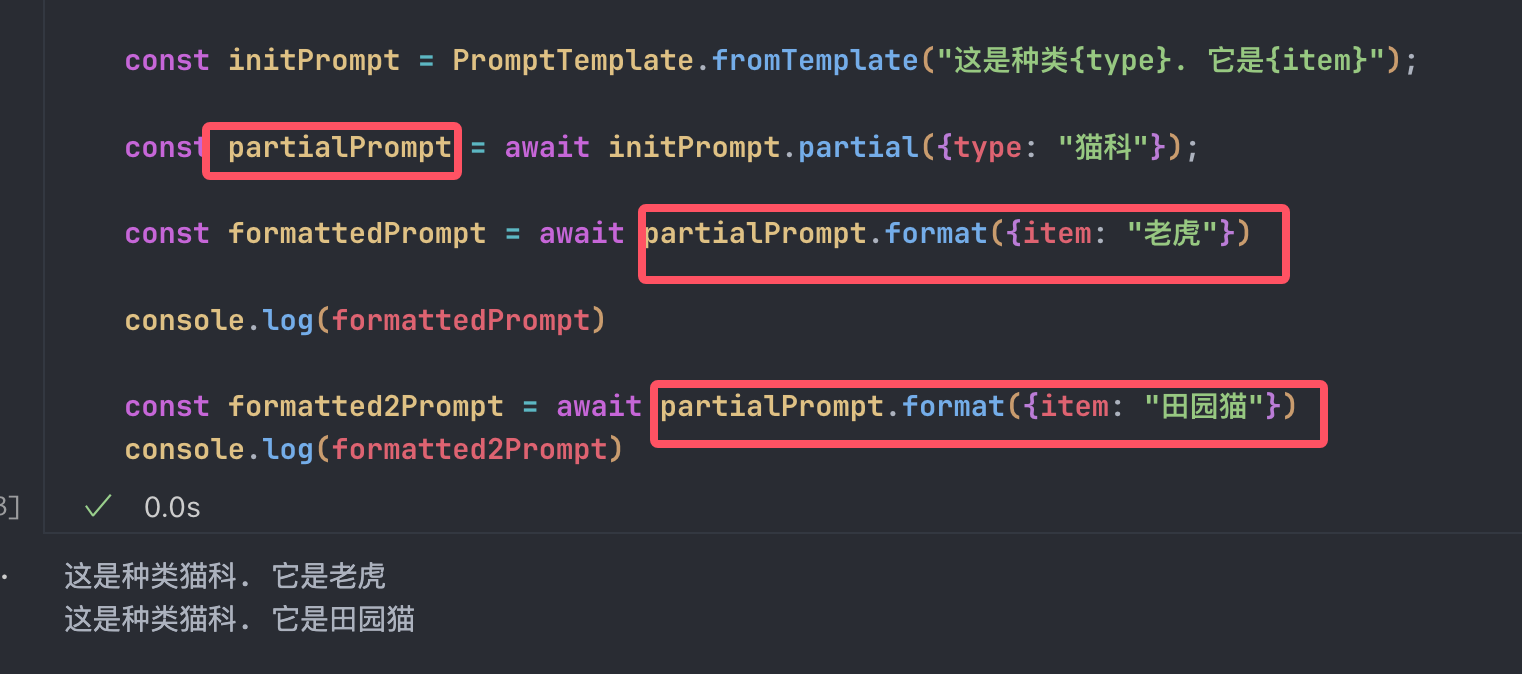 const initPrompt = PromptTemplate.fromTemplate("这是种类{type}. 它是{item}");
const partialPrompt = await initPrompt.partial({type: "猫科"});
const formattedPrompt = await partialPrompt.format({item: "老虎"})
console.log(formattedPrompt)
const formatted2Prompt = await partialPrompt.format({item: "田园猫"})
console.log(formatted2Prompt)
3] ✓ 0.0s
这是种类猫科. 它是老虎
这是种类猫科. 它是田园猫